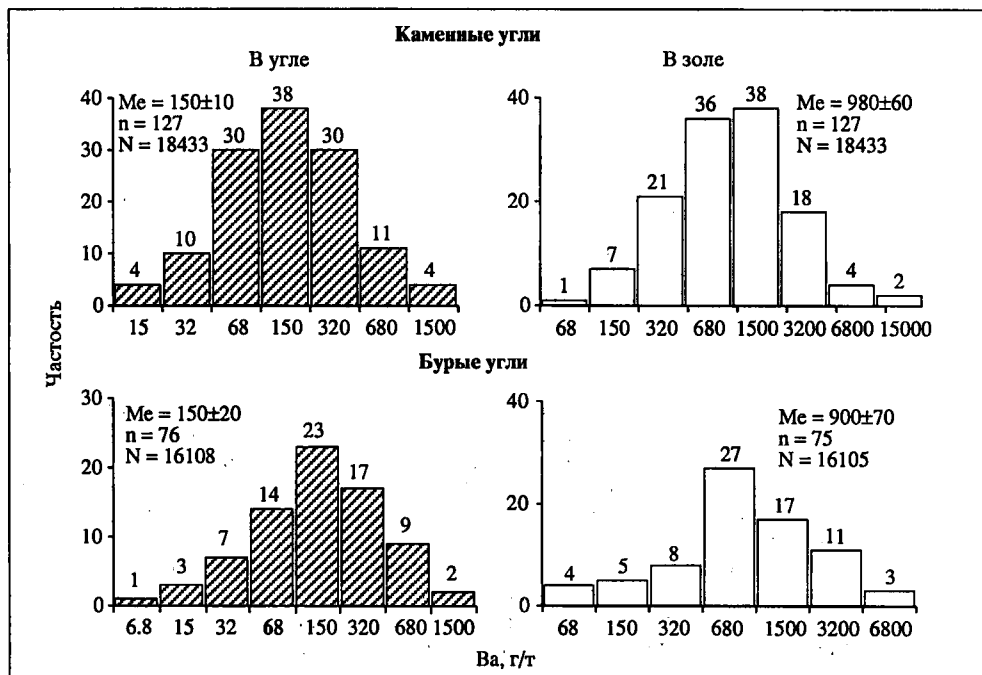 Каменные угли
В угле
В золе
Me = 150±10
n = 127
N = 18433
40
30
20
10
0
4
10
30
38
30
11
4
15 32 68 150 320 680 1500
Me = 980±60
n = 127
N = 18433
40
20
0
1
7
21
36
38
18
4
2
68 150 320 680 1500 3200 6800 15000
Частость
Бурые угли
Me = 150±20
n = 76
N = 16108
30
20
10
0
1
3
7
14
23
17
9
2
6.8 15 32 68 150 320 680 1500
Me = 900±70
n = 75
N = 16105
40
20
0
4
5
8
27
17
11
3
68 150 320 680 1500 3200 6800
Ba, г/т